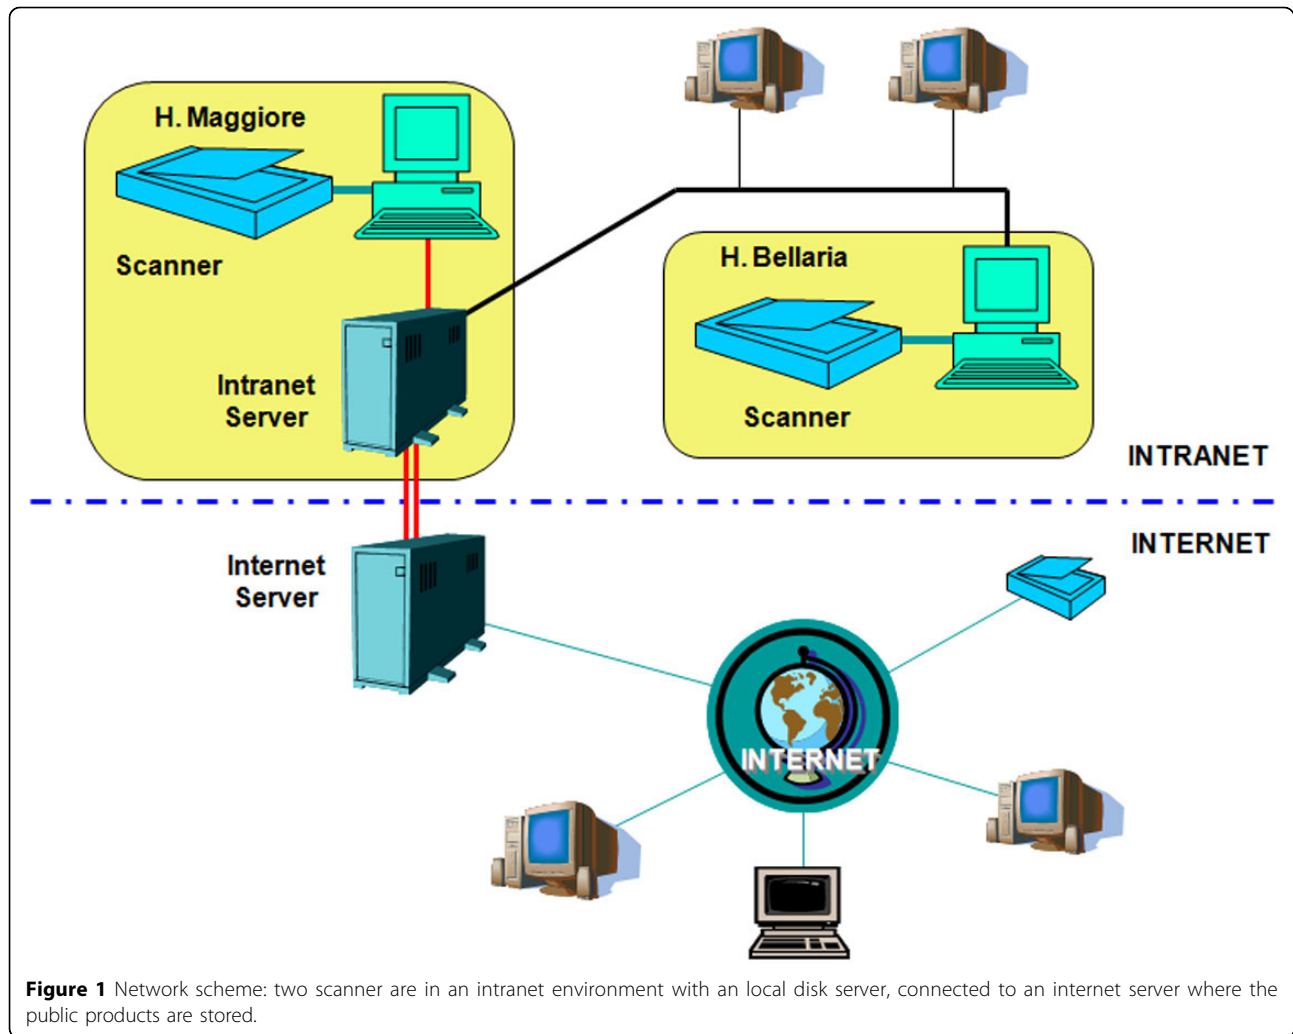 H. Maggiore
Scanner
Intranet
Server
H. Bellaria
Scanner
INTRANET
INTERNET
Internet
Server
INTERNET
Figure 1 Network scheme: two scanner are in an intranet environment with an local disk server, connected to an internet server where the
public products are stored.